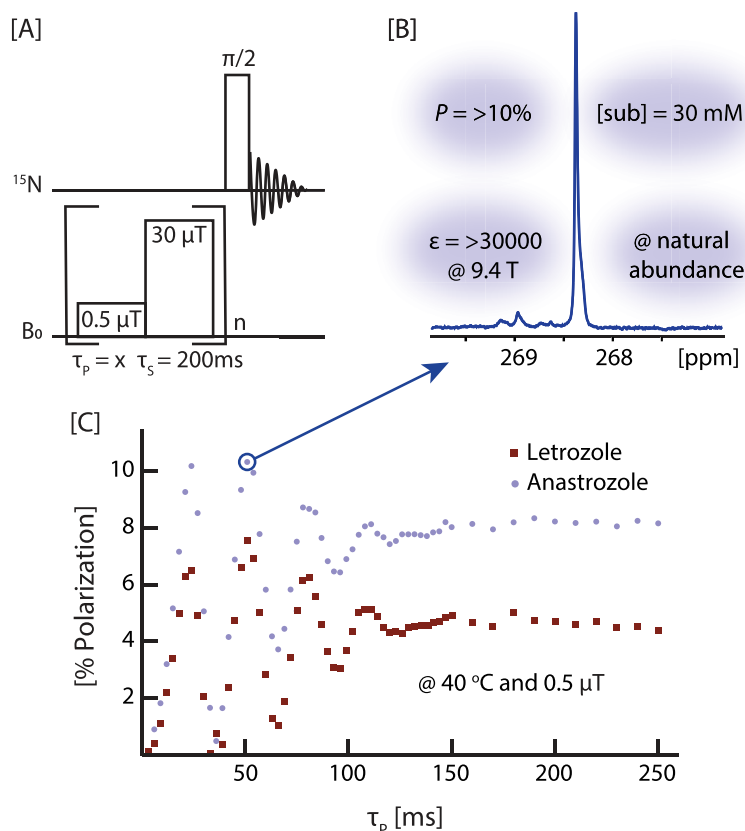 [A]
π/2
¹⁵N
30 μT
0.5 μT
n
B₀
τₚ = x τₛ = 200ms
[B]
P = >10%
[sub] = 30 mM
ε = >30000
@ 9.4 T
@ natural
abundance
269
268
[ppm]
[C]
Letrozole
Anastrozole
10
8
6
4
2
[% Polarization]
@ 40 °C and 0.5 μT
50
100
150
200
250
τₚ [ms]